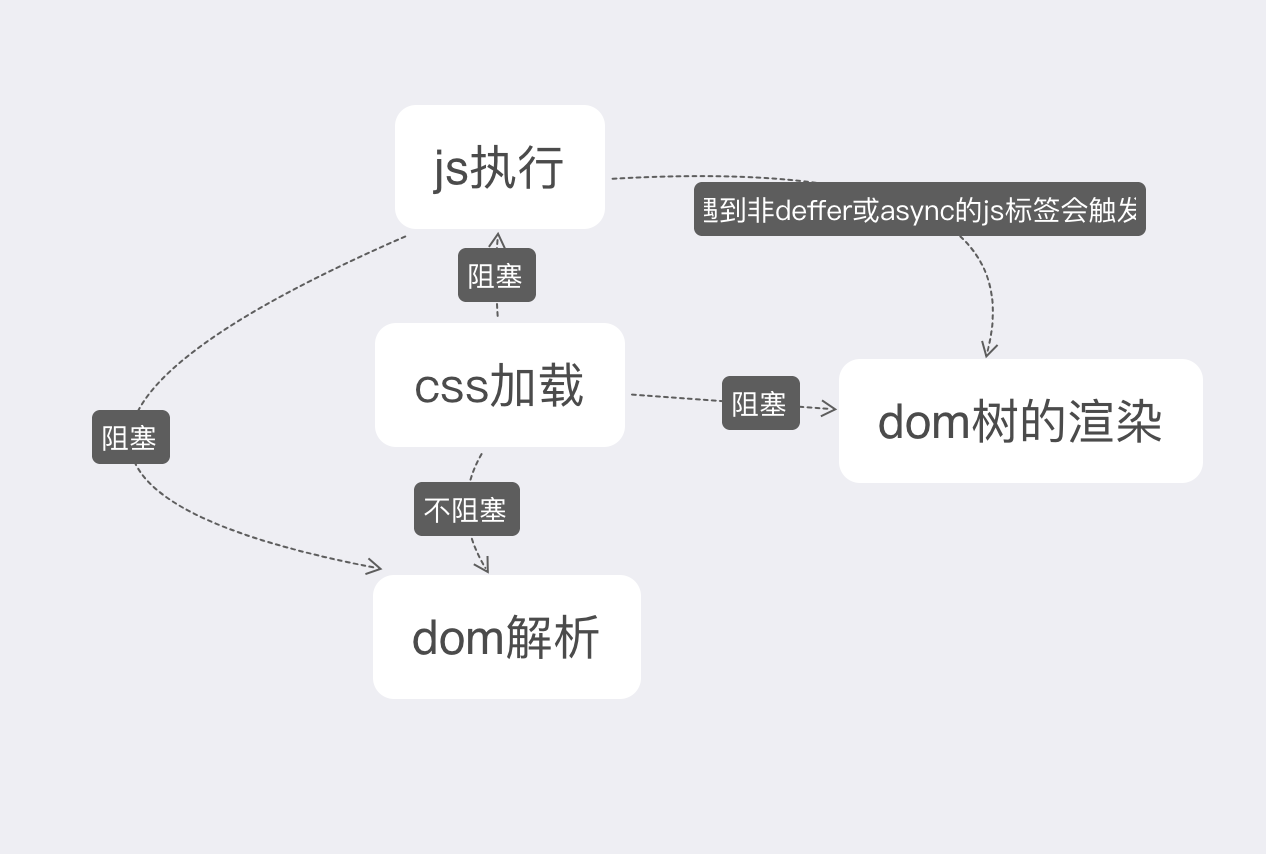 js执行
遇到非deffer或async的js标签会触发
阻塞
css加载
阻塞
dom树的渲染
阻塞
不阻塞
dom解析